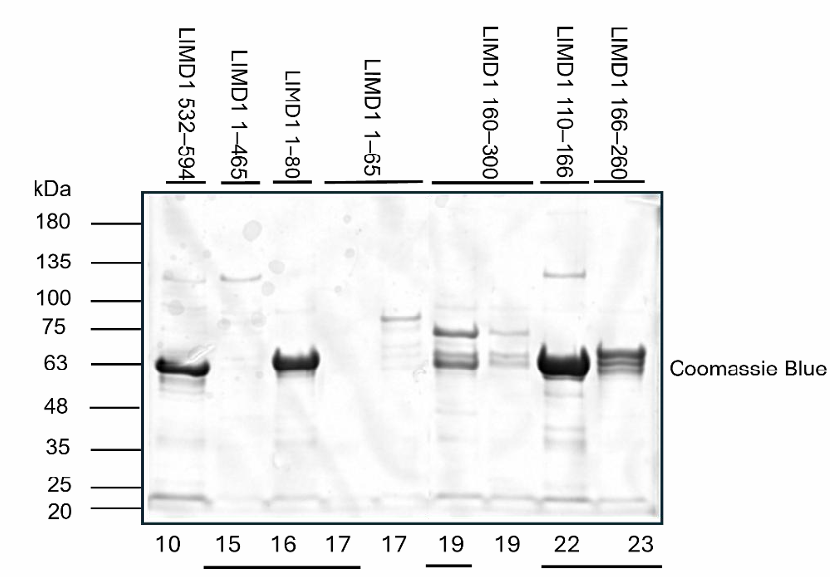 LIMD1 532–594
LIMD1 1–465
LIMD1 1–80
LIMD1 1–65
LIMD1 160–300
LIMD1 110–166
LIMD1 166–260
kDa
180
135
100
75
63
48
35
25
20
Coomassie Blue
10 15 16 17 17 19 19 22 23